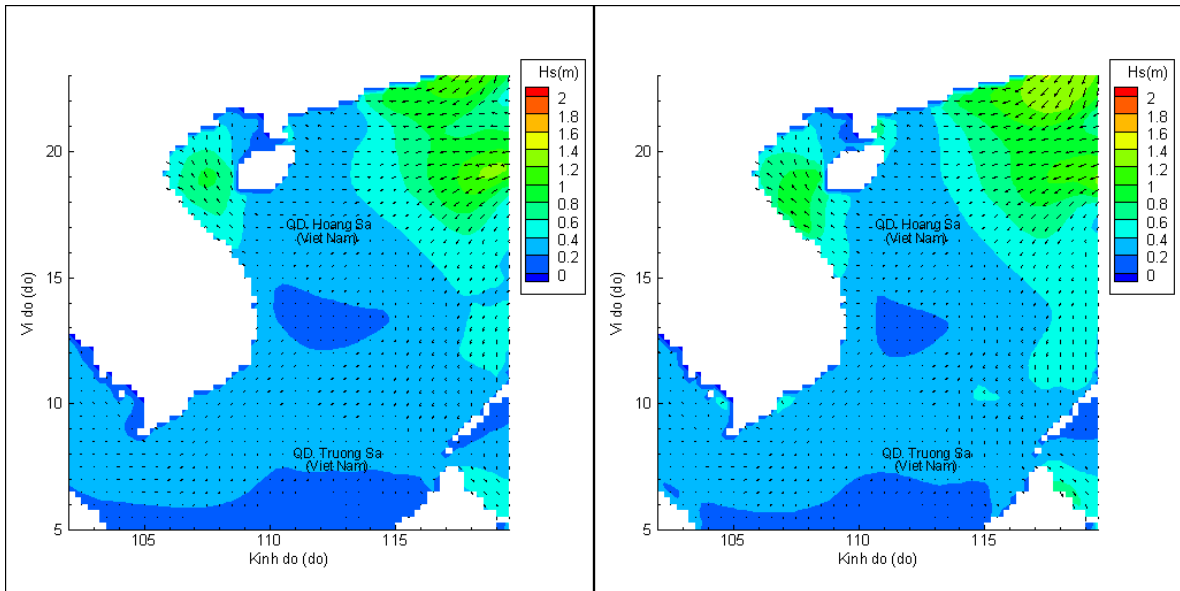 Hs(m)
2
1.8
1.6
1.4
1.2
1
0.8
0.6
0.4
0.2
0
20
15
10
5
Vi do (do)
QD. Hoang Sa
(Viet Nam)
QD. Truong Sa
(Viet Nam)
105
110
115
Kinh do (do)
Hs(m)
2
1.8
1.6
1.4
1.2
1
0.8
0.6
0.4
0.2
0
20
15
10
5
Vi do (do)
QD. Hoang Sa
(Viet Nam)
QD. Truong Sa
(Viet Nam)
105
110
115
Kinh do (do)